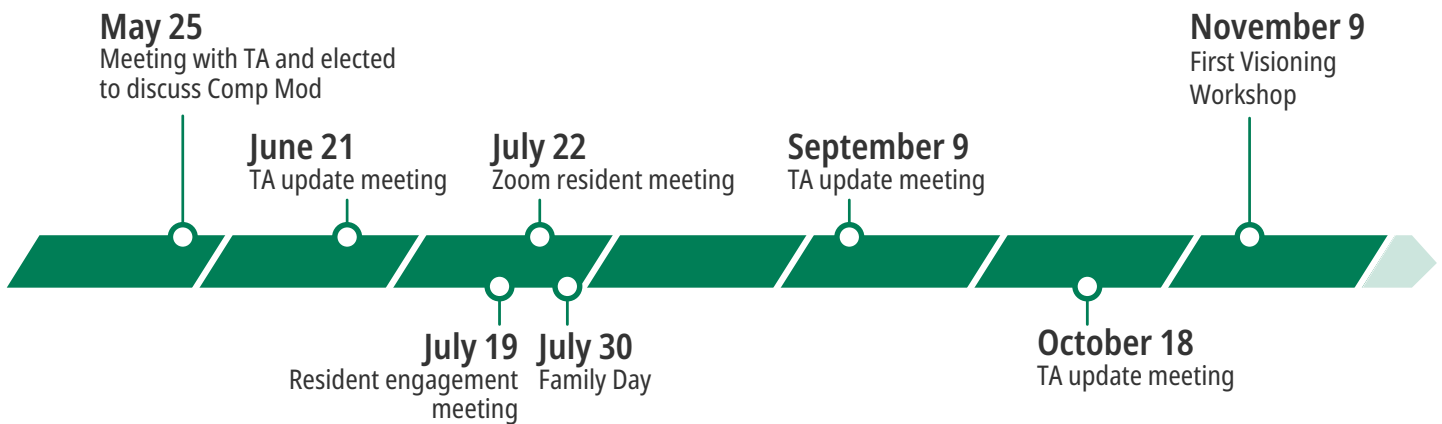 May 25
Meeting with TA and elected
to discuss Comp Mod
June 21
TA update meeting
July 22
Zoom resident meeting
September 9
TA update meeting
November 9
First Visioning
Workshop
July 19
Resident engagement
meeting
July 30
Family Day
October 18
TA update meeting